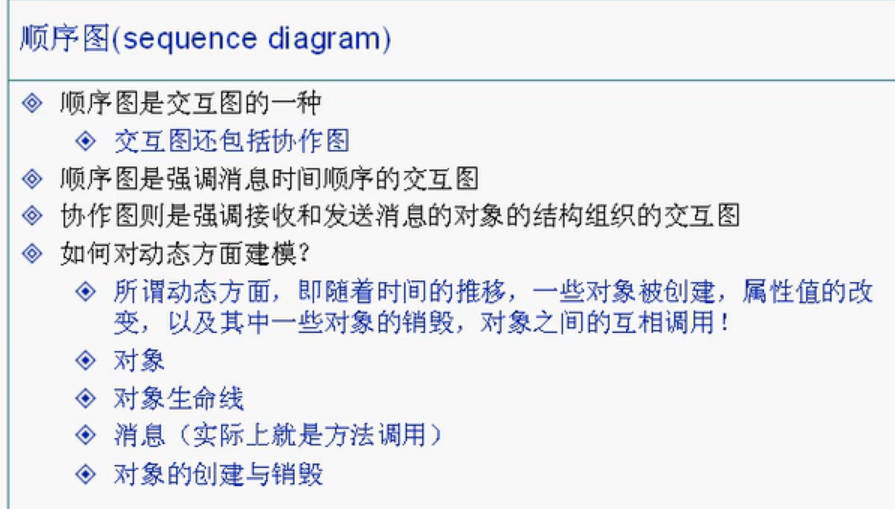 顺序图(sequence diagram)
顺序图是交互图的一种
交互图还包括协作图
顺序图是强调消息时间顺序的交互图
协作图则是强调接收和发送消息的对象的结构组织的交互图
如何对动态方面建模?
所谓动态方面，即随着时间的推移，一些对象被创建，属性值的改
变，以及其中一些对象的销毁，对象之间的互相调用！
对象
对象生命线
消息（实际上就是方法调用）
对象的创建与销毁